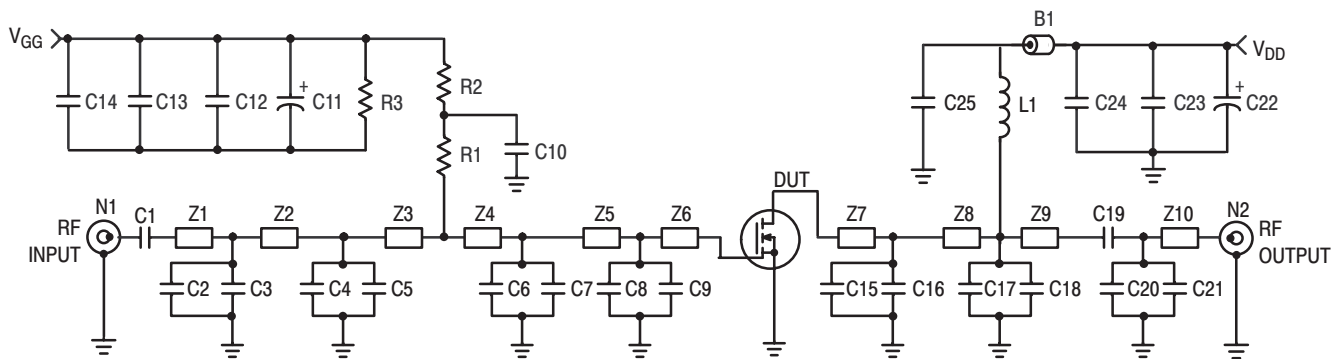 B1
V_GG
V_DD
R2
C14
C13
C12
+
C11
R3
C25
L1
C24
C23
+
C22
R1
C10
N1
RF
INPUT
C1
Z1
Z2
Z3
Z4
Z5
Z6
DUT
Z7
Z8
Z9
C19
Z10
N2
RF
OUTPUT
C2
C3
C4
C5
C6
C7
C8
C9
C15
C16
C17
C18
C20
C21